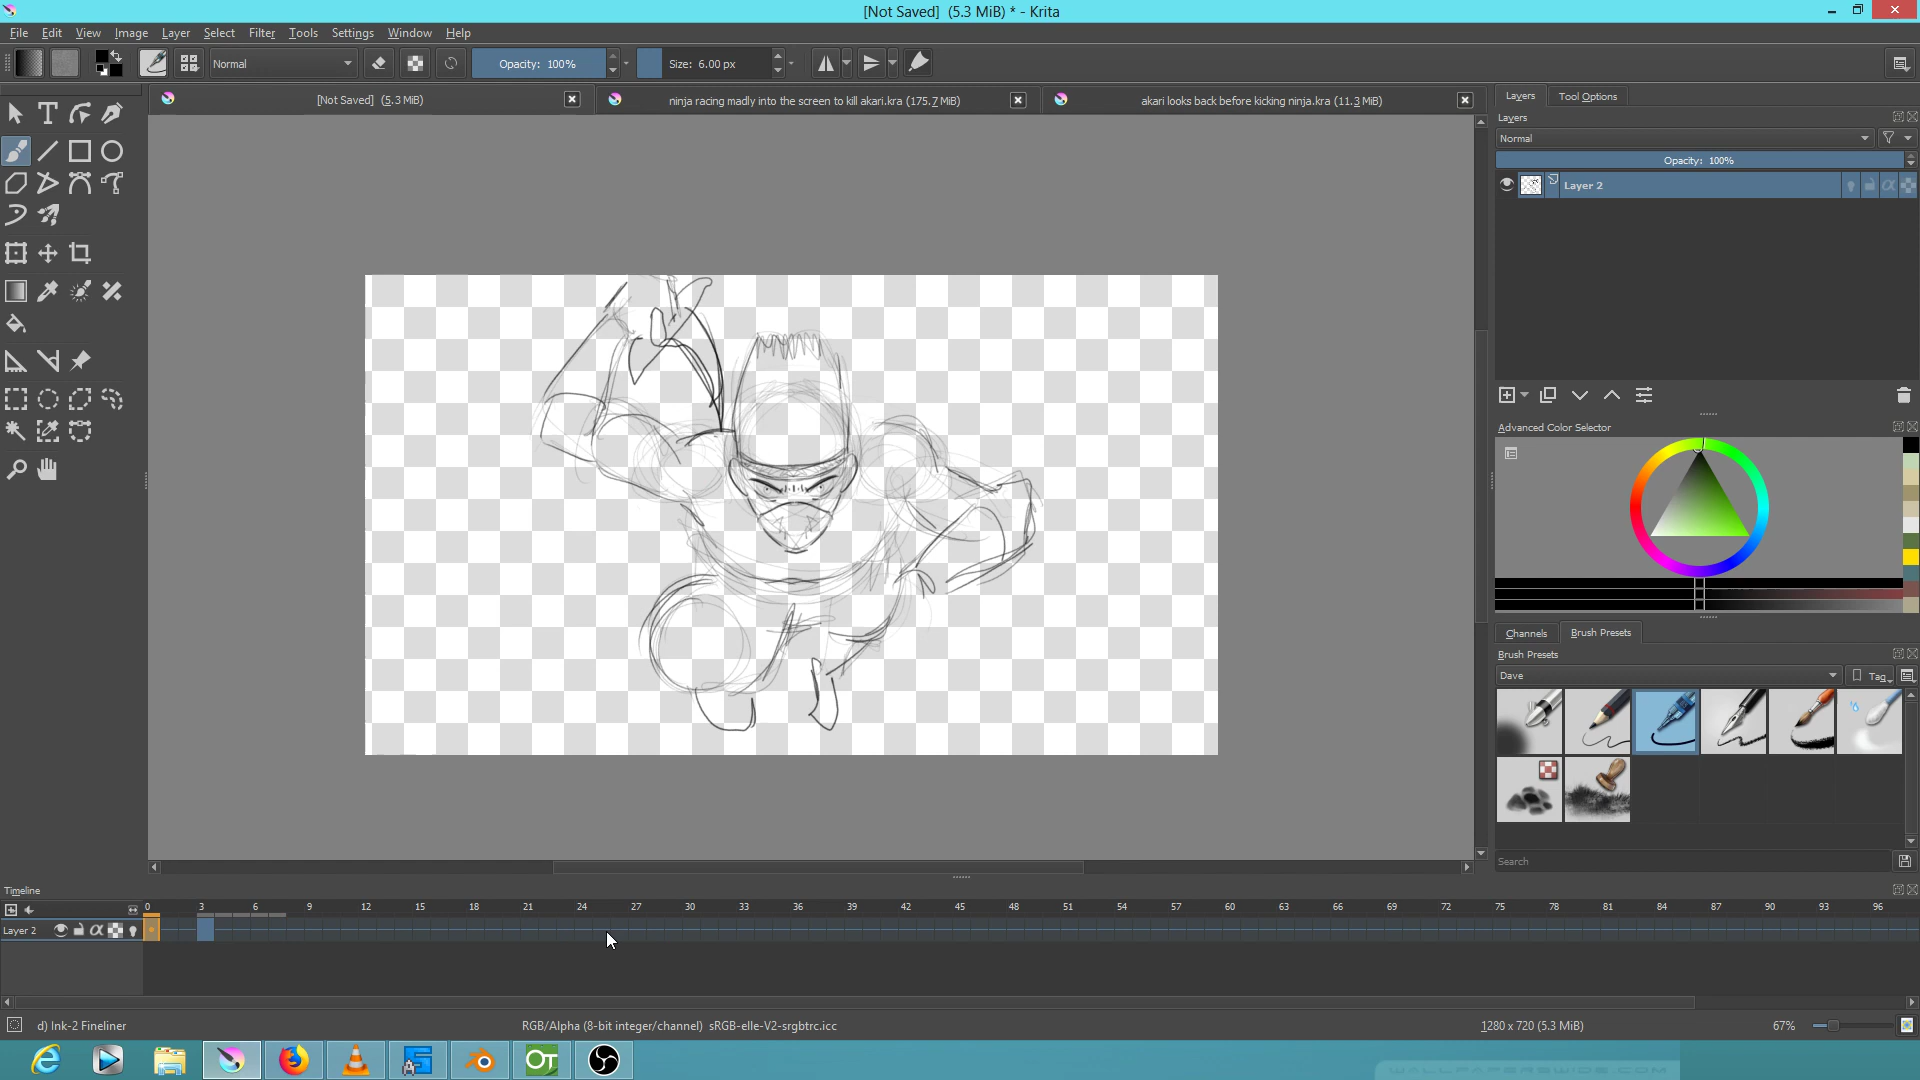 [Not Saved]  (5.3 MiB) * - Krita
File Edit View Image Layer Select Filter Tools Settings Window Help
Normal Opacity: 100% Size: 6.00 px
[Not Saved]  (5.3 MiB) ninja racing madly into the screen to kill akari.kra (175.7 MiB) akari looks back before kicking ninja.kra (11.3 MiB)
Layers Tool Options
Layers
Normal
Opacity: 100%
Layer 2
Advanced Color Selector
Channels Brush Presets
Brush Presets
Dave Tag
Search
Timeline
0 3 6 9 12 15 18 21 24 27 30 33 36 39 42 45 48 51 54 57 60 63 66 69 72 75 78 81 84 87 90 93 96
Layer 2
d) Ink-2 Fineliner RGB/Alpha (8-bit integer/channel)  sRGB-elle-V2-srgbtrc.icc 1280 x 720 (5.3 MiB) 67%
OT
WALLPAPERSWIDE.COM